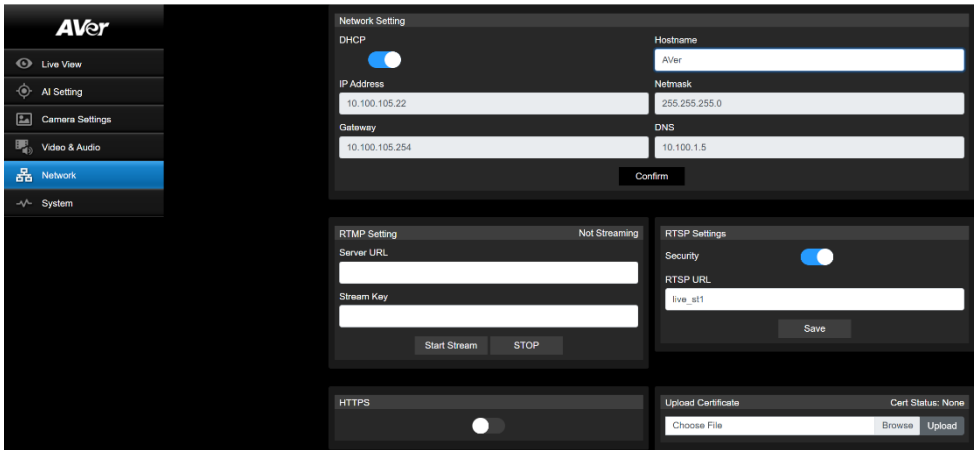 AVer
Live View
AI Setting
Camera Settings
Video & Audio
Network
System
Network Setting
DHCP
Hostname
AVer
IP Address
Netmask
10.100.105.22
255.255.255.0
Gateway
DNS
10.100.105.254
10.100.1.5
Confirm
RTMP Setting
Not Streaming
Server URL
Stream Key
Start Stream
STOP
RTSP Settings
Security
RTSP URL
live_st1
Save
HTTPS
Upload Certificate
Cert Status: None
Choose File
Browse
Upload